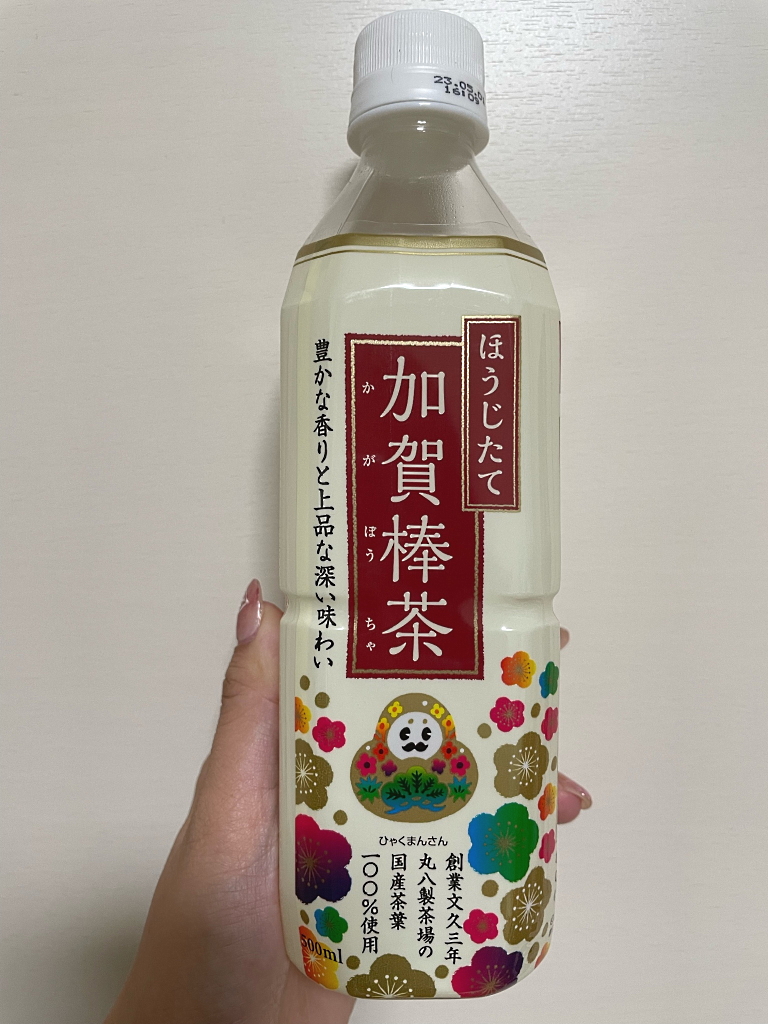 16:09
ほうじたて
加賀棒茶
か が ぼう ちゃ
豊かな香りと上品な深い味わい
ひゃくまんさん
創業文久三年
丸八製茶場の
国産茶葉
一〇〇%使用
500ml